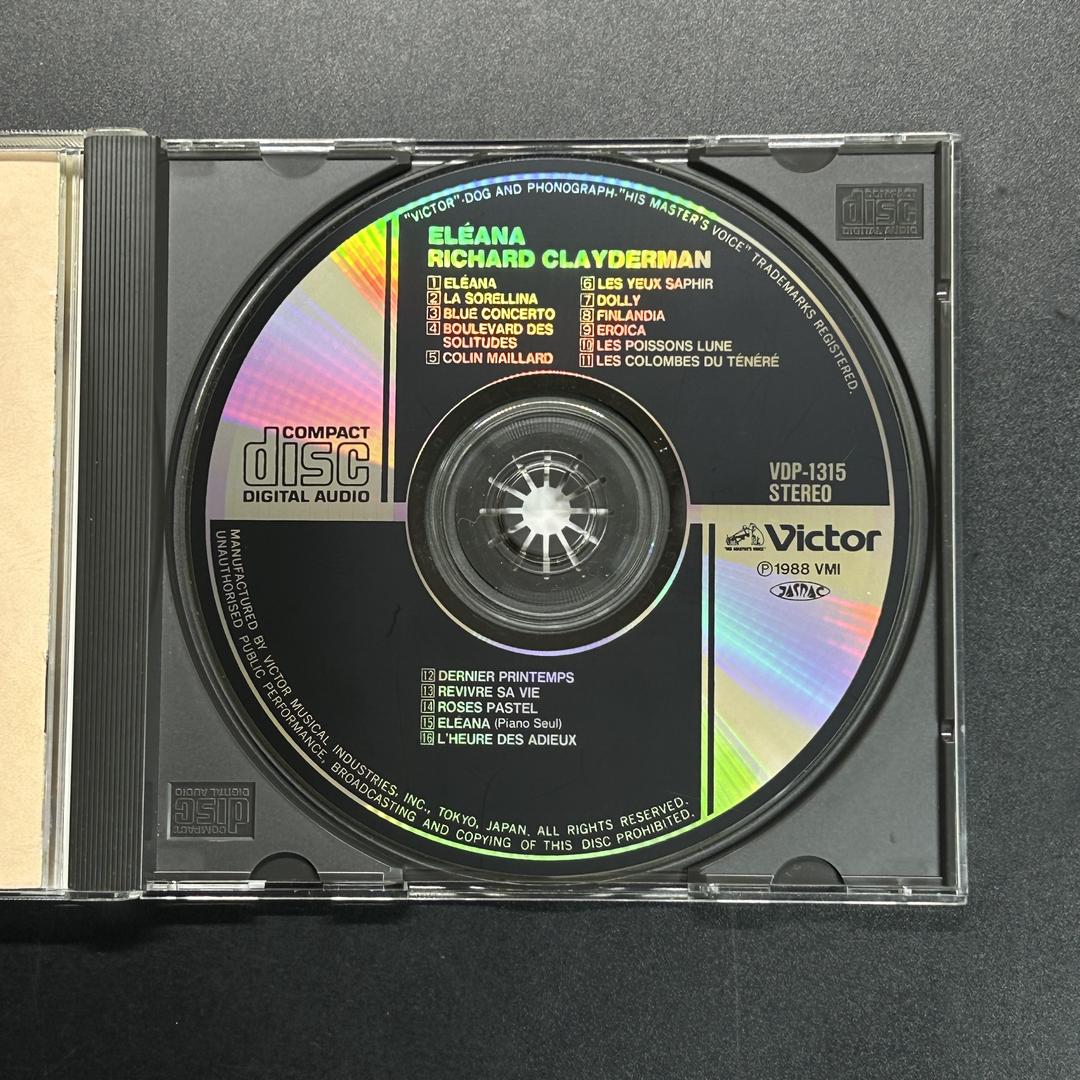 "VICTOR"·DOG AND PHONOGRAPH·"HIS MASTER'S VOICE" TRADEMARKS REGISTERED.
ELÉANA
RICHARD CLAYDERMAN
1 ELÉANA
2 LA SORELLINA
3 BLUE CONCERTO
4 BOULEVARD DES
SOLITUDES
5 COLIN MAILLARD
6 LES YEUX SAPHIR
7 DOLLY
8 FINLANDIA
9 EROICA
10 LES POISSONS LUNE
11 LES COLOMBES DU TÉNÉRÉ
COMPACT
disc
DIGITAL AUDIO
VDP-1315
STEREO
"HIS MASTER'S VOICE"
Victor
Ⓟ1988 VMI
JASRAC
12 DERNIER PRINTEMPS
13 REVIVRE SA VIE
14 ROSES PASTEL
15 ELÉANA (Piano Seul)
16 L'HEURE DES ADIEUX
MANUFACTURED BY VICTOR MUSICAL INDUSTRIES, INC., TOKYO, JAPAN. ALL RIGHTS RESERVED.
UNAUTHORISED PUBLIC PERFORMANCE, BROADCASTING AND COPYING OF THIS DISC PROHIBITED.
COMPACT
disc
DIGITAL AUDIO
COMPACT
disc
DIGITAL AUDIO